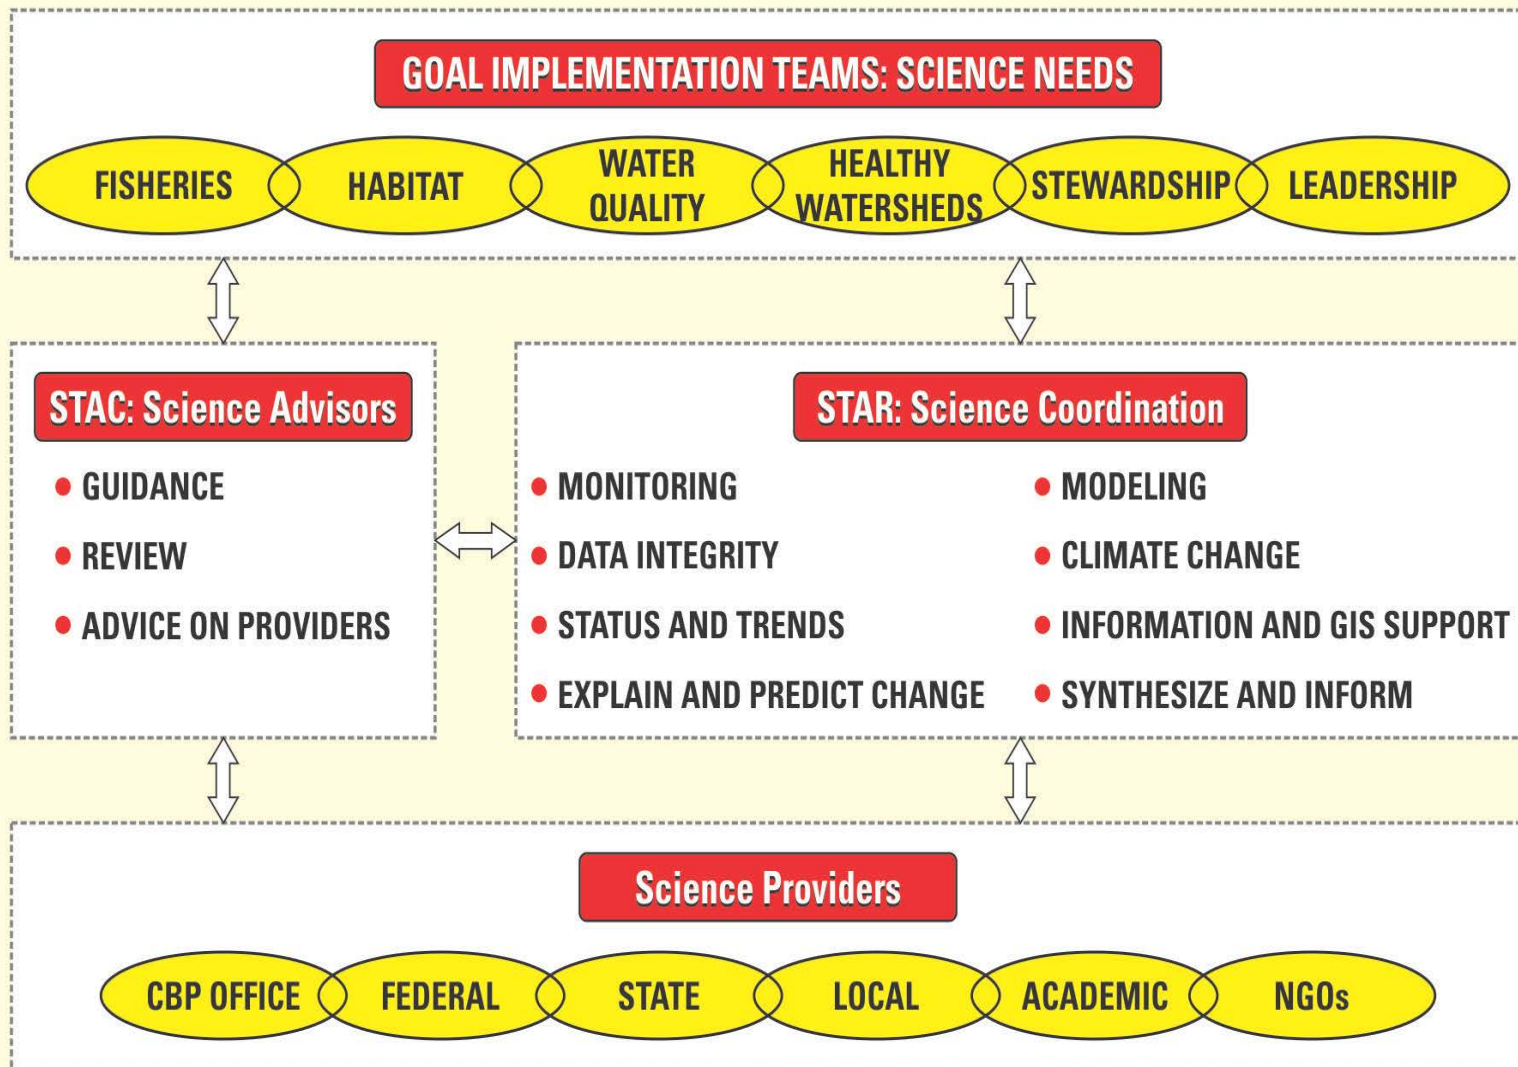 GOAL IMPLEMENTATION TEAMS: SCIENCE NEEDS
FISHERIES
HABITAT
WATER
QUALITY
HEALTHY
WATERSHEDS
STEWARDSHIP
LEADERSHIP
STAC: Science Advisors
GUIDANCE
REVIEW
ADVICE ON PROVIDERS
STAR: Science Coordination
MONITORING
DATA INTEGRITY
STATUS AND TRENDS
EXPLAIN AND PREDICT CHANGE
MODELING
CLIMATE CHANGE
INFORMATION AND GIS SUPPORT
SYNTHESIZE AND INFORM
Science Providers
CBP OFFICE
FEDERAL
STATE
LOCAL
ACADEMIC
NGOs